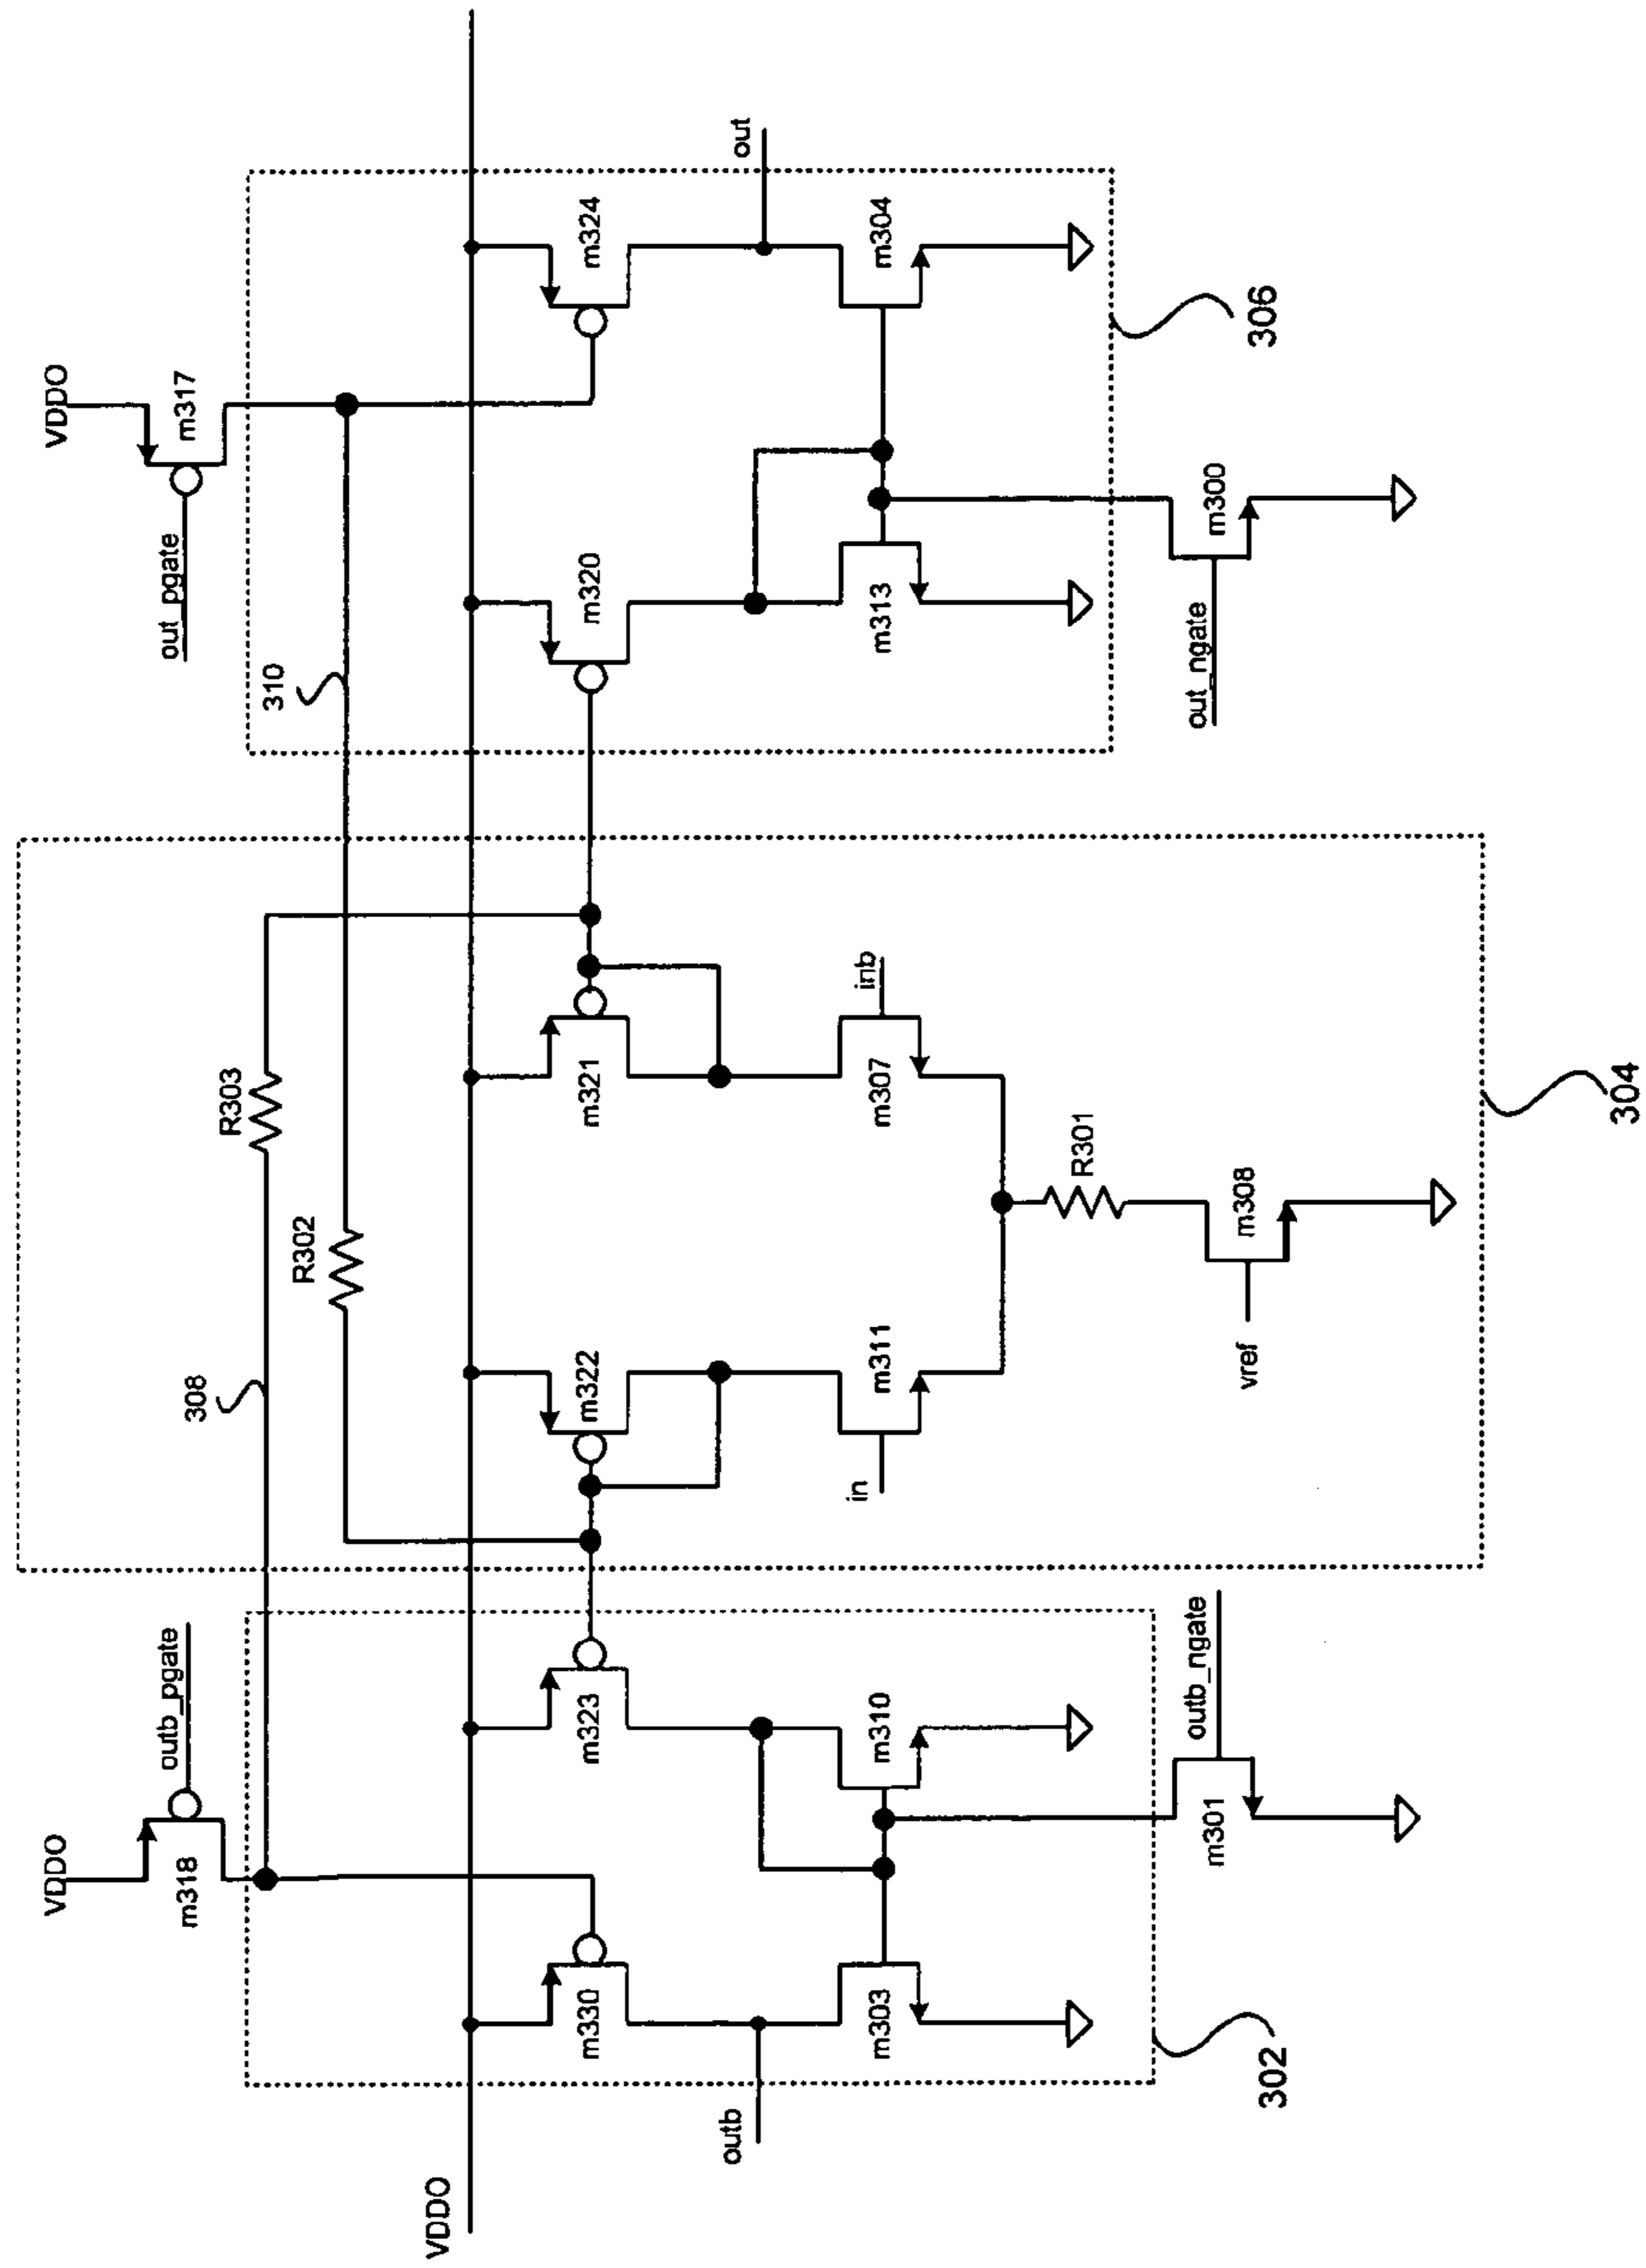 VDDO
m318
outb_pgate
VDDO
m317
out_pgate
308
R303
R302
310
VDDO
m330
m323
m322
m321
m320
m324
outb
out
in
inb
m303
m310
m311
m307
m313
m304
R301
m301
outb_ngate
vref
m308
out_ngate
m300
302
304
306